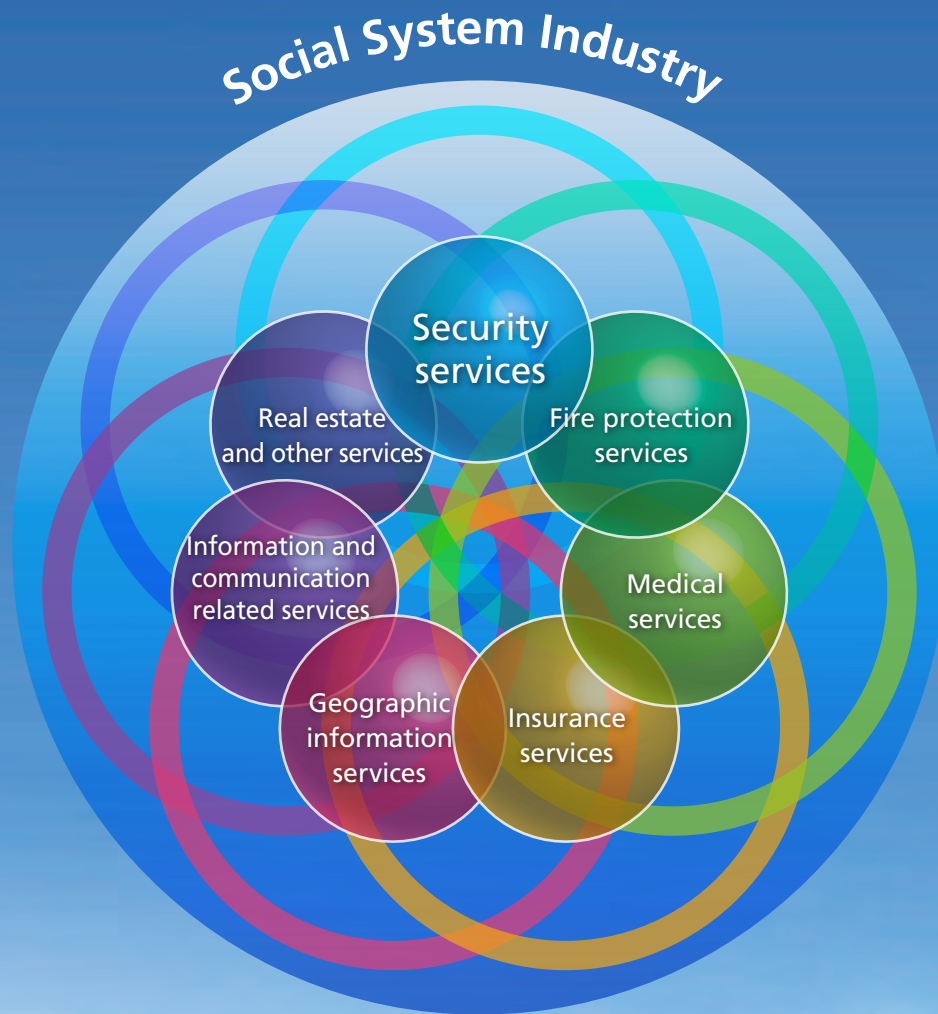 Social System Industry
Security
services
Fire protection
services
Medical
services
Insurance
services
Geographic
information
services
Information and
communication
related services
Real estate
and other services